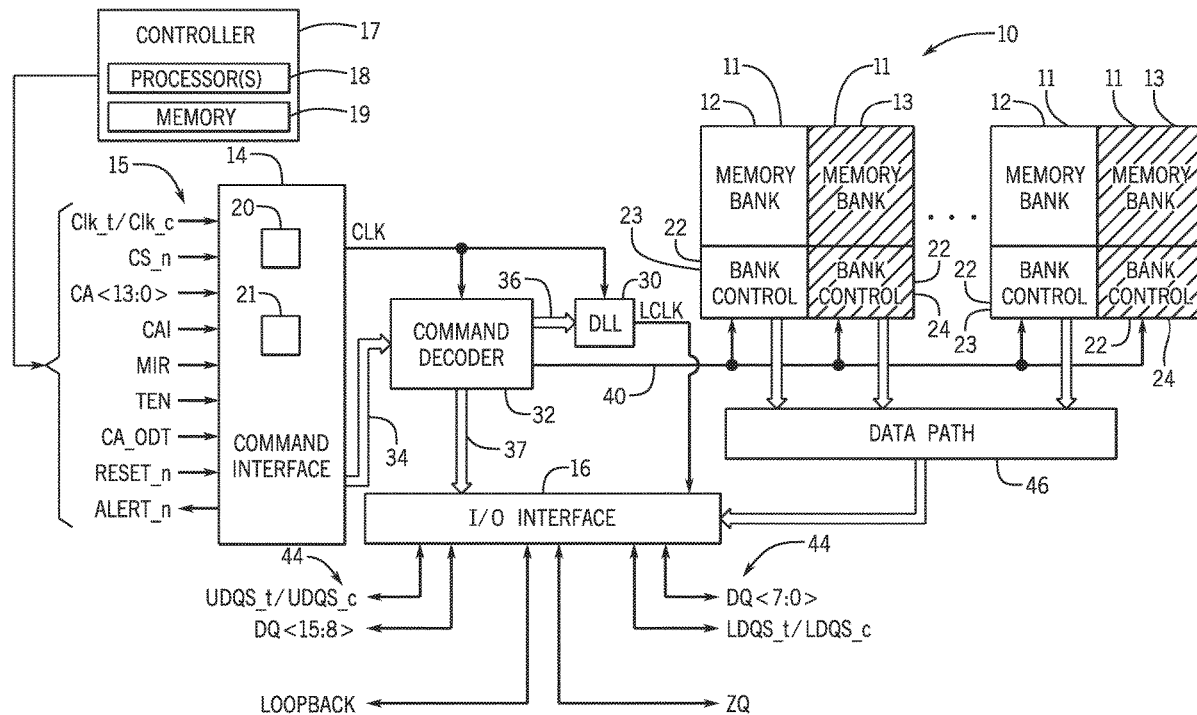 CONTROLLER
PROCESSOR(S)
MEMORY
17
18
19
10
11
11
12
13
11
12
13
MEMORY
BANK
MEMORY
BANK
. . .
MEMORY
BANK
MEMORY
BANK
23
22
BANK
CONTROL
BANK
CONTROL
22
24
22
23
BANK
CONTROL
BANK
CONTROL
22
24
15
14
20
21
Clk_t/Clk_c
CS_n
CA<13:0>
CAI
MIR
TEN
CA_ODT
RESET_n
ALERT_n
COMMAND
INTERFACE
CLK
36
30
DLL
LCLK
COMMAND
DECODER
32
34
37
40
DATA PATH
46
16
I/O INTERFACE
44
44
UDQS_t/UDQS_c
DQ<15:8>
DQ<7:0>
LDQS_t/LDQS_c
LOOPBACK
ZQ